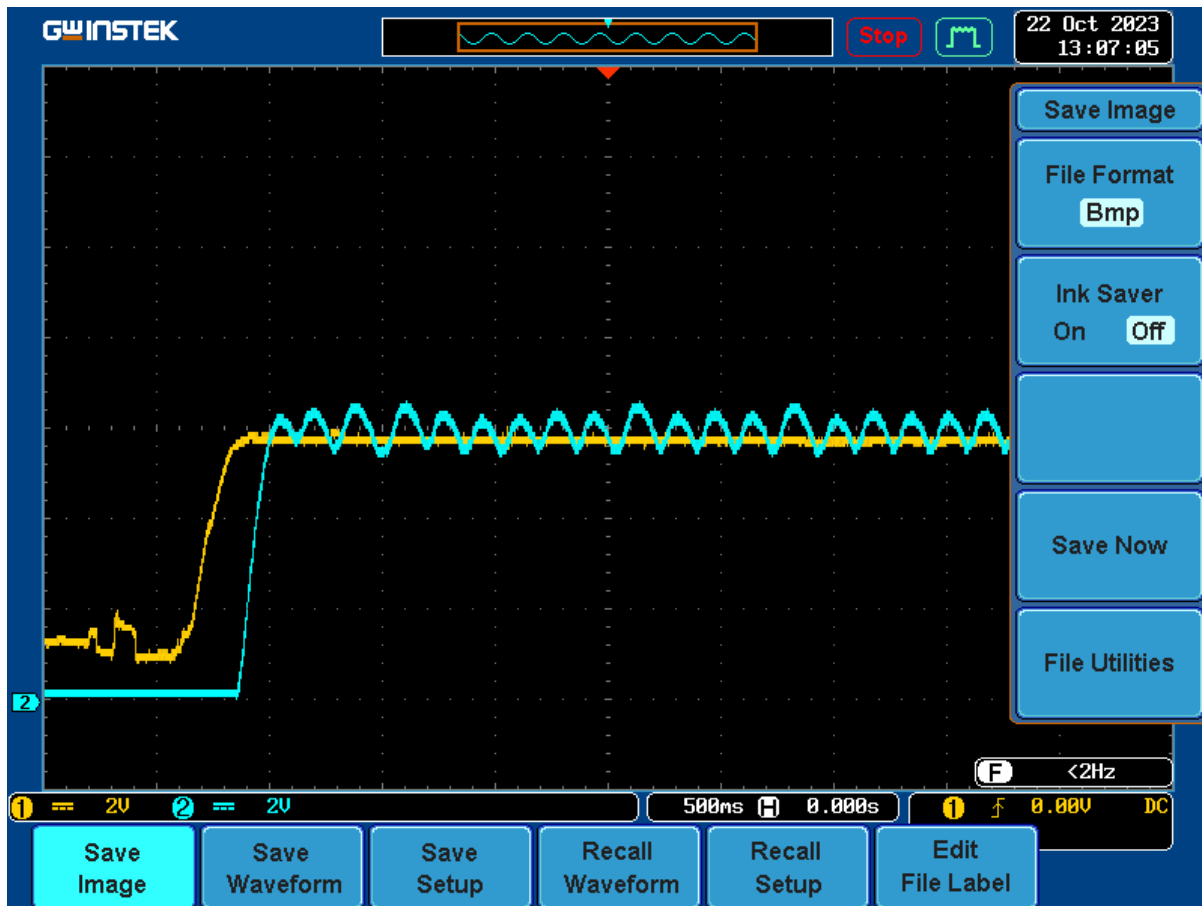 GWINSTEK
Stop
22 Oct 2023
13:07:05
Save Image
File Format
Bmp
Ink Saver
On Off
Save Now
File Utilities
2
F <2Hz
1 2V 2 2V
500ms H 0.000s
1 0.00V DC
Save
Image
Save
Waveform
Save
Setup
Recall
Waveform
Recall
Setup
Edit
File Label